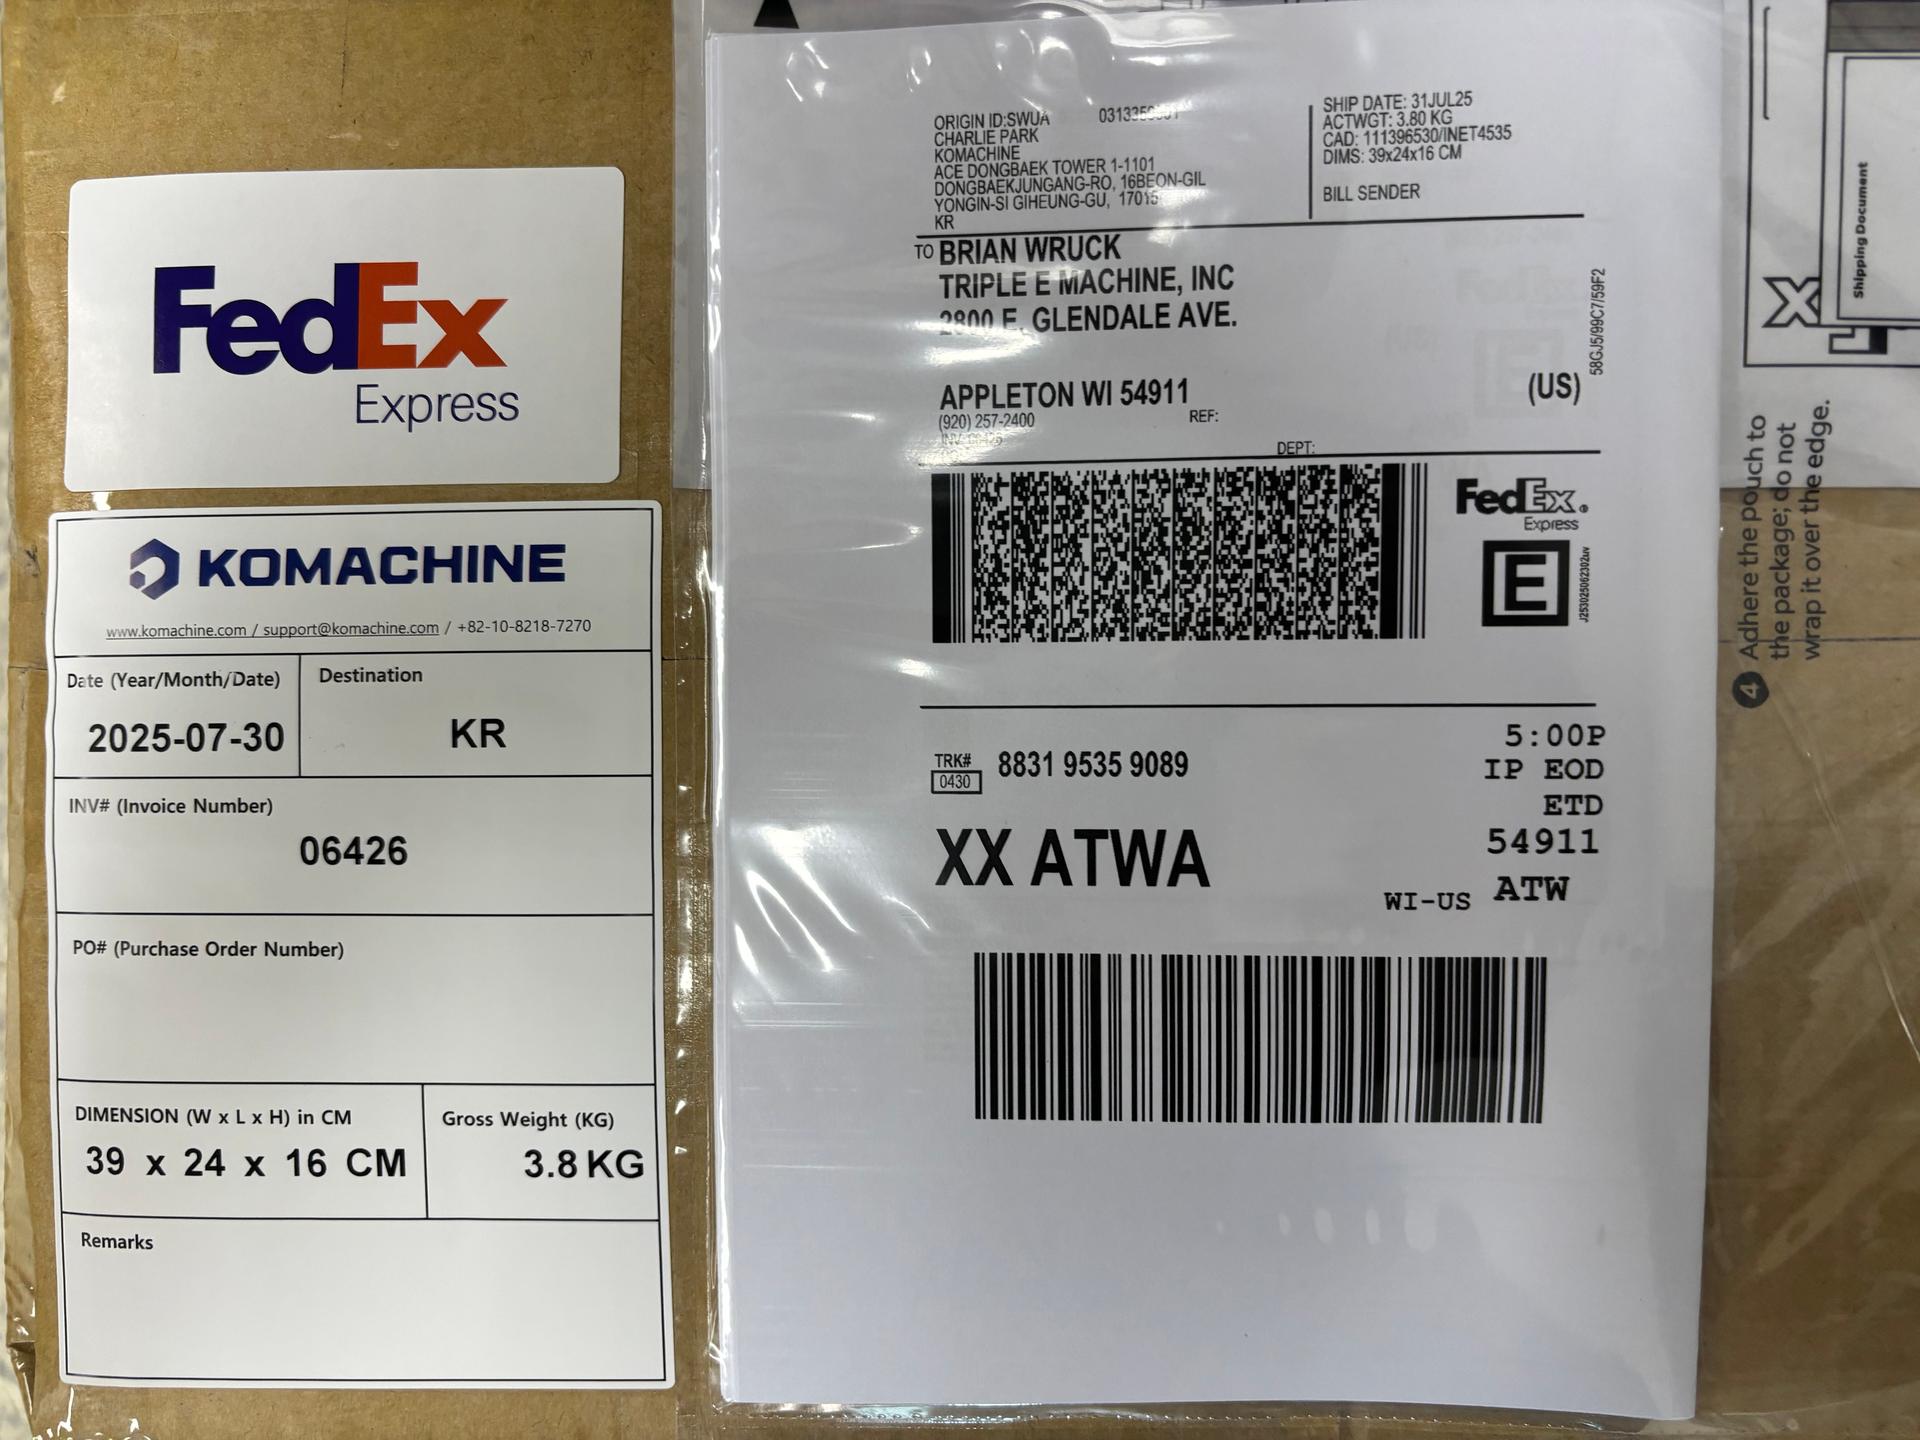 FedEx
Express
KOMACHINE
www.komachine.com / support@komachine.com / +82-10-8218-7270
Date (Year/Month/Date)
2025-07-30
Destination
KR
INV# (Invoice Number)
06426
PO# (Purchase Order Number)
DIMENSION (W x L x H) in CM
39 x 24 x 16 CM
Gross Weight (KG)
3.8 KG
Remarks
ORIGIN ID:SWUA
CHARLIE PARK
KOMACHINE
ACE DONGBAEK TOWER 1-1101
DONGBAEKJUNGANG-RO, 16BEON-GIL
YONGIN-SI GIHEUNG-GU, 17015
KR
SHIP DATE: 31JUL25
ACTWGT: 3.80 KG
CAD: 111396530/INET4535
DIMS: 39x24x16 CM
BILL SENDER
TO BRIAN WRUCK
TRIPLE E MACHINE, INC
2800 E. GLENDALE AVE.
APPLETON WI 54911
(US)
(920) 257-2400
REF:
INV: 06426
DEPT:
58GJ5/99C7/59F2
FedEx
Express
E
J253025062302uv
TRK#
0430
8831 9535 9089
5:00P
IP EOD
ETD
54911
XX ATWA
WI-US ATW
Shipping Document
4 Adhere the pouch to
the package; do not
wrap it over the edge.